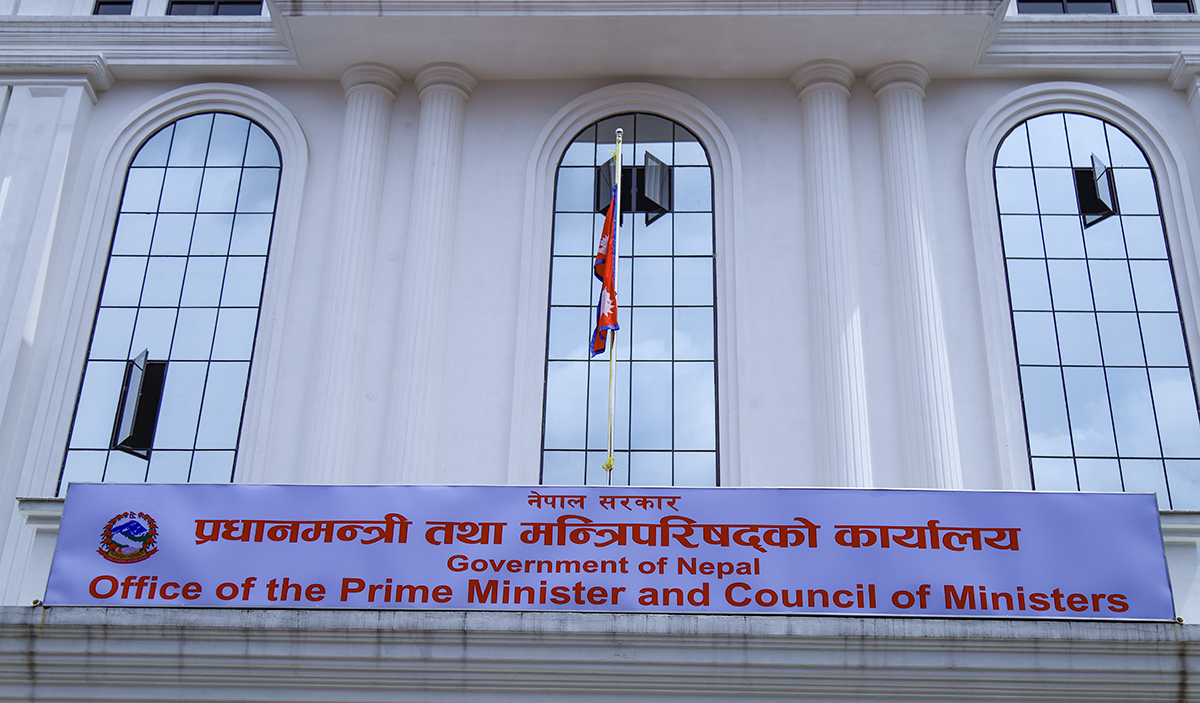 नेपाल सरकार
प्रधानमन्त्री तथा मन्त्रिपरिषद्को कार्यालय
Government of Nepal
Office of the Prime Minister and Council of Ministers